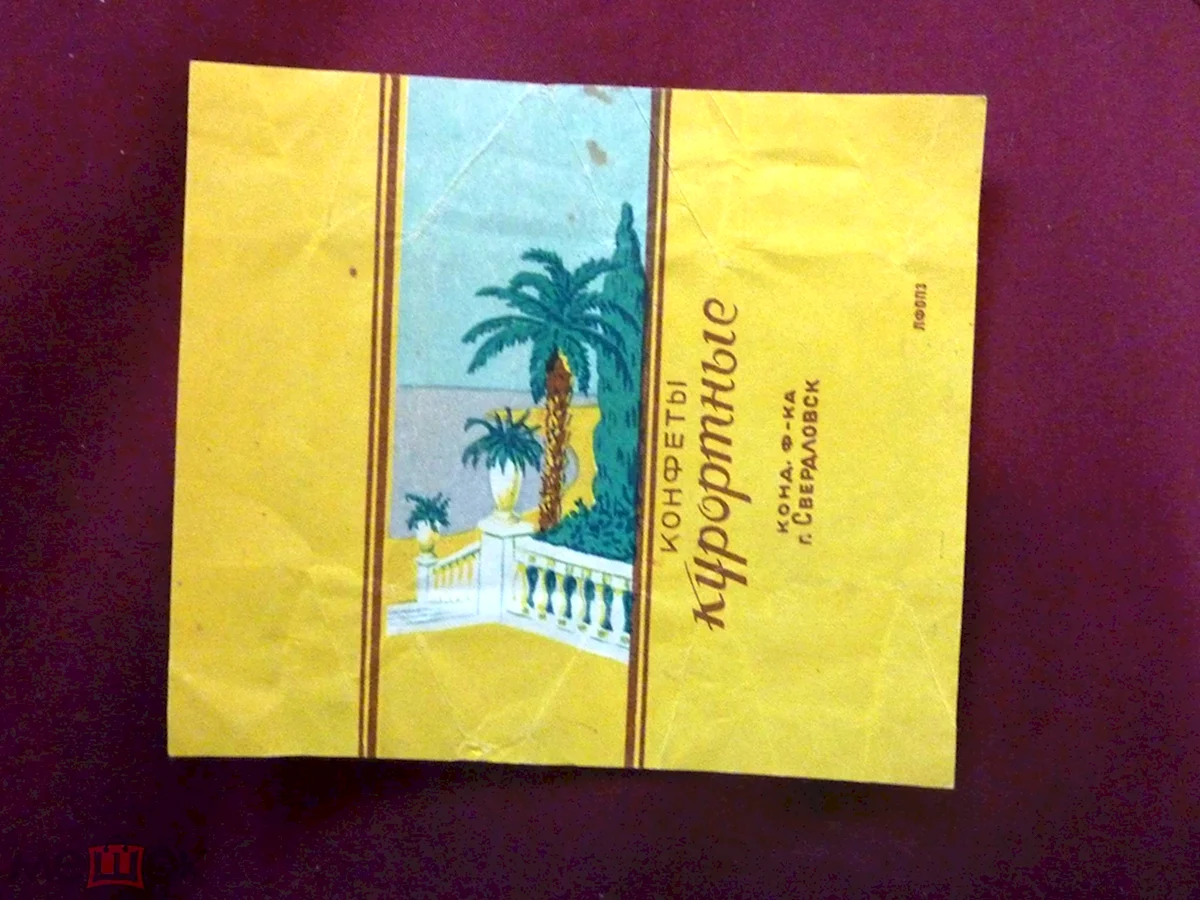 КОНФЕТЫ
Курортные
КОНД. Ф-КА
г. СВЕРДЛОВСК
ЛФОПЗ